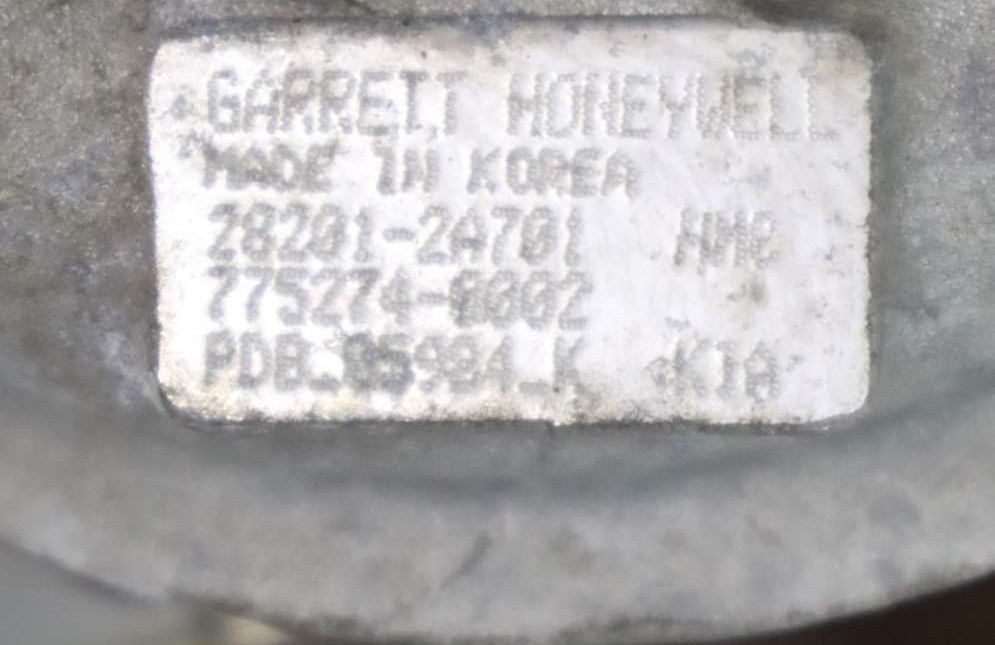 GARRETT HONEYWELL
MADE IN KOREA
28201-2A701 HMC
775274-0002
PDB_05984_K KIA